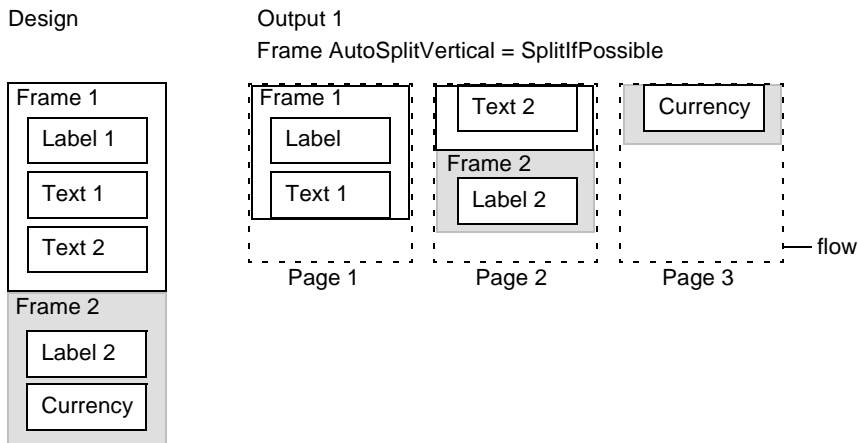 Design
Frame 1
Label 1
Text 1
Text 2
Frame 2
Label 2
Currency
Output 1
Frame AutoSplitVertical = SplitIfPossible
Frame 1
Label
Text 1
Page 1
Text 2
Frame 2
Label 2
Page 2
Currency
Page 3
flow